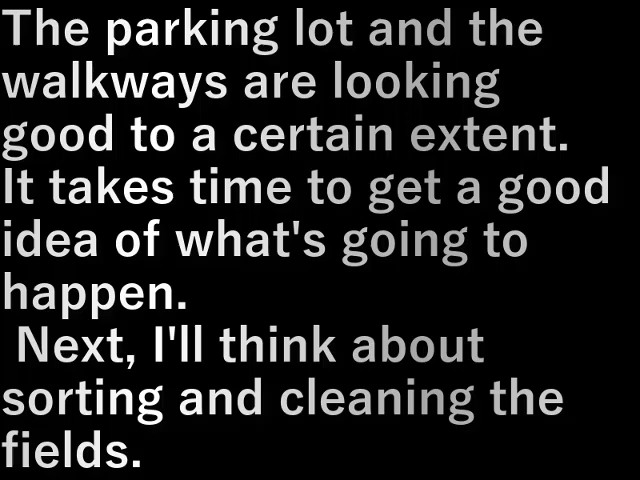 The parking lot and the
walkways are looking
good to a certain extent.
It takes time to get a good
idea of what's going to
happen.
Next, I'll think about
sorting and cleaning the
fields.